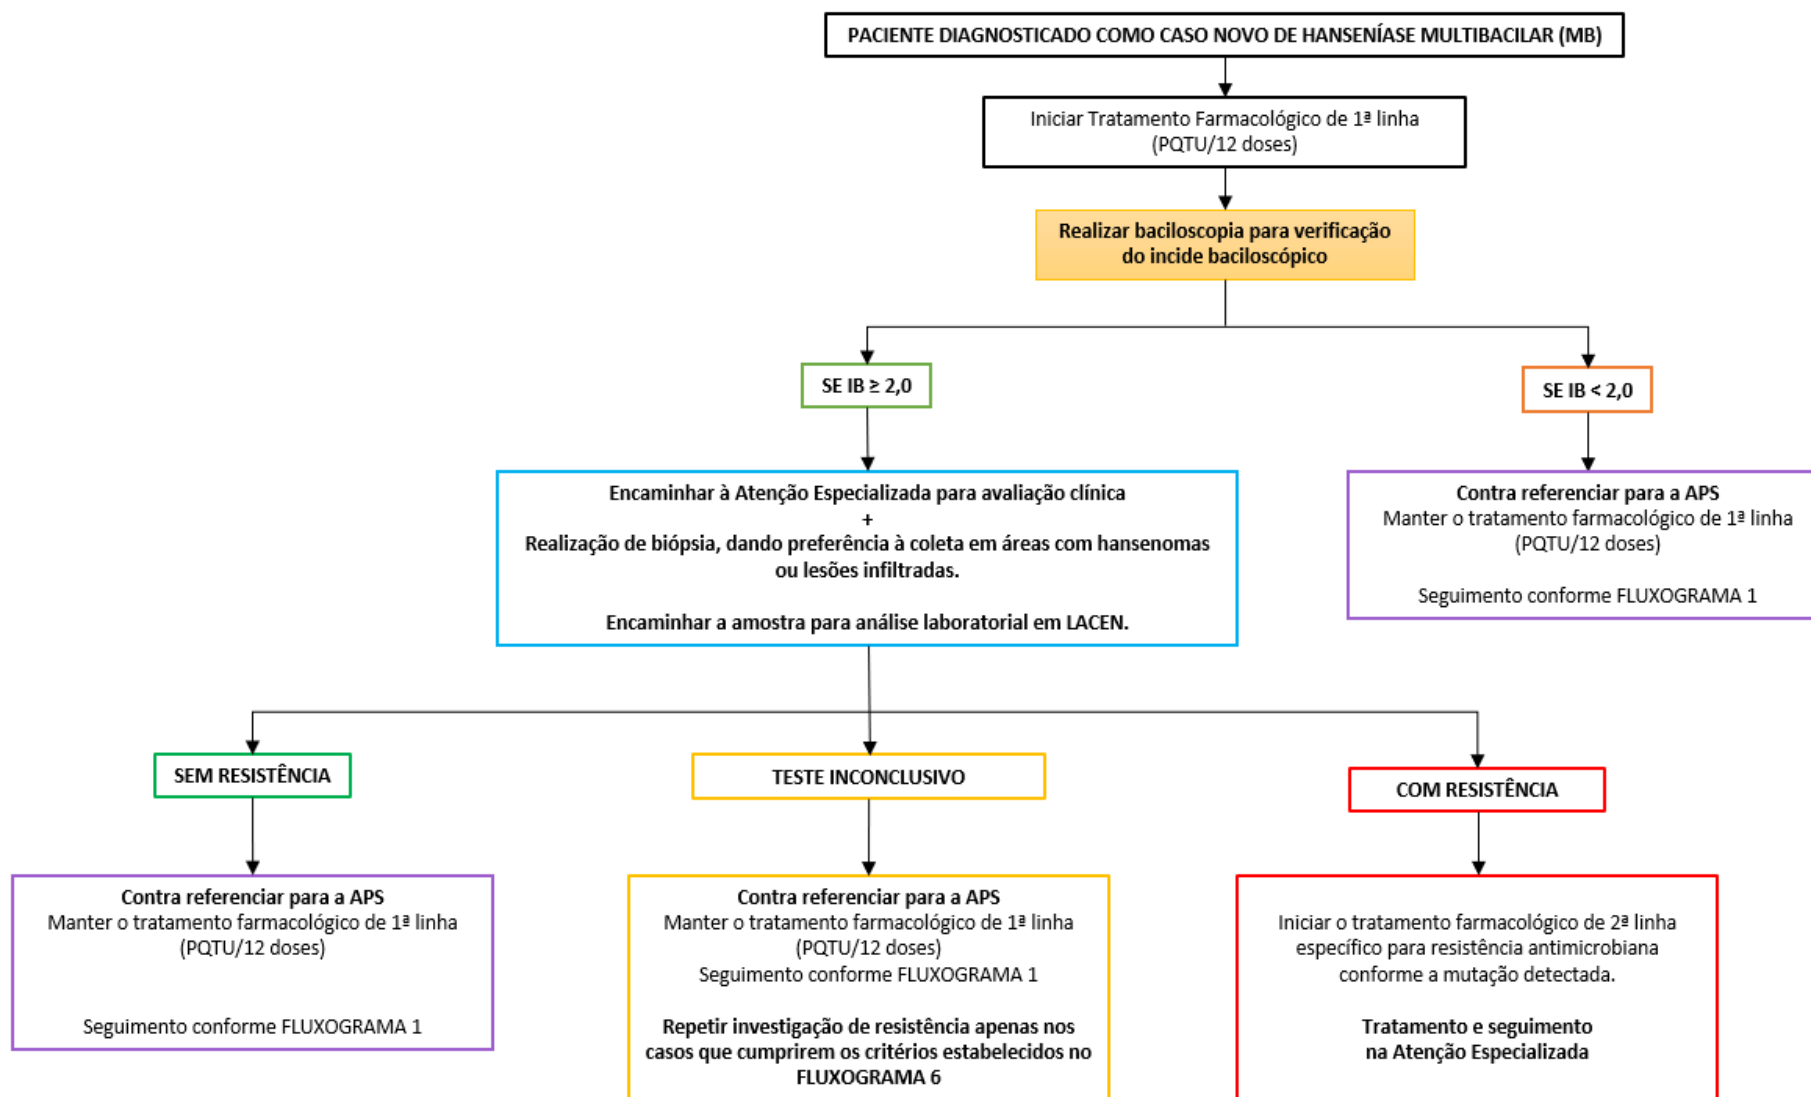 PACIENTE DIAGNOSTICADO COMO CASO NOVO DE HANSENÍASE MULTIBACILAR (MB)
Iniciar Tratamento Farmacológico de 1ª linha
(PQTU/12 doses)
Realizar baciloscopia para verificação
do incide baciloscópico
SE IB ≥ 2,0
SE IB < 2,0
Encaminhar à Atenção Especializada para avaliação clínica
+
Realização de biópsia, dando preferência à coleta em áreas com hansenomas
ou lesões infiltradas.
Encaminhar a amostra para análise laboratorial em LACEN.
Contra referenciar para a APS
Manter o tratamento farmacológico de 1ª linha
(PQTU/12 doses)
Seguimento conforme FLUXOGRAMA 1
SEM RESISTÊNCIA
TESTE INCONCLUSIVO
COM RESISTÊNCIA
Contra referenciar para a APS
Manter o tratamento farmacológico de 1ª linha
(PQTU/12 doses)
Seguimento conforme FLUXOGRAMA 1
Contra referenciar para a APS
Manter o tratamento farmacológico de 1ª linha
(PQTU/12 doses)
Seguimento conforme FLUXOGRAMA 1
Repetir investigação de resistência apenas nos
casos que cumprirem os critérios estabelecidos no
FLUXOGRAMA 6
Iniciar o tratamento farmacológico de 2ª linha
específico para resistência antimicrobiana
conforme a mutação detectada.
Tratamento e seguimento
na Atenção Especializada